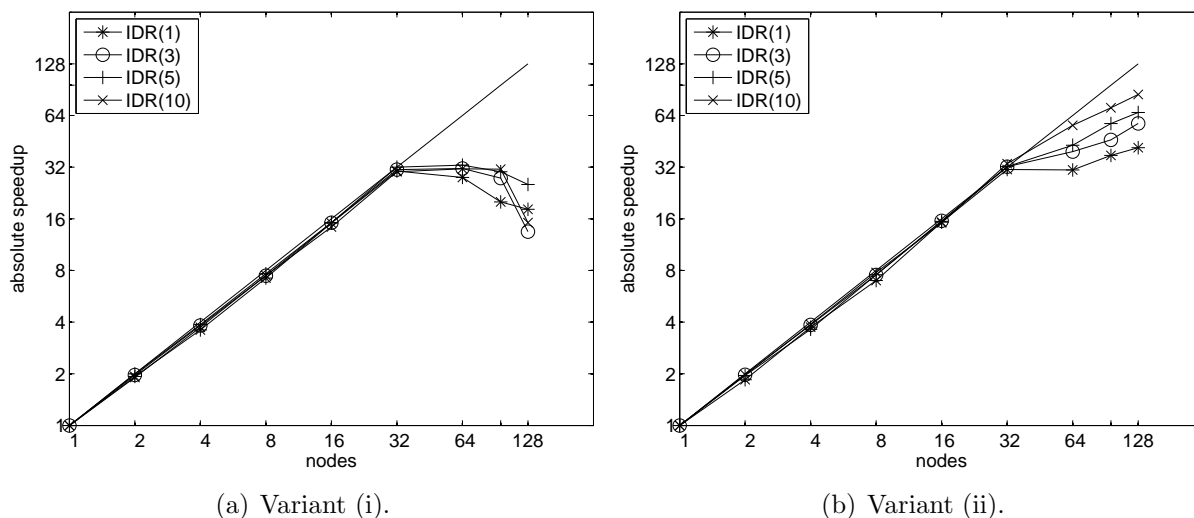 IDR(1)
IDR(3)
IDR(5)
IDR(10)
128
64
32
16
8
4
2
1
absolute speedup
1 2 4 8 16 32 64 128
nodes
(a) Variant (i).
IDR(1)
IDR(3)
IDR(5)
IDR(10)
128
64
32
16
8
4
2
1
absolute speedup
1 2 4 8 16 32 64 128
nodes
(b) Variant (ii).